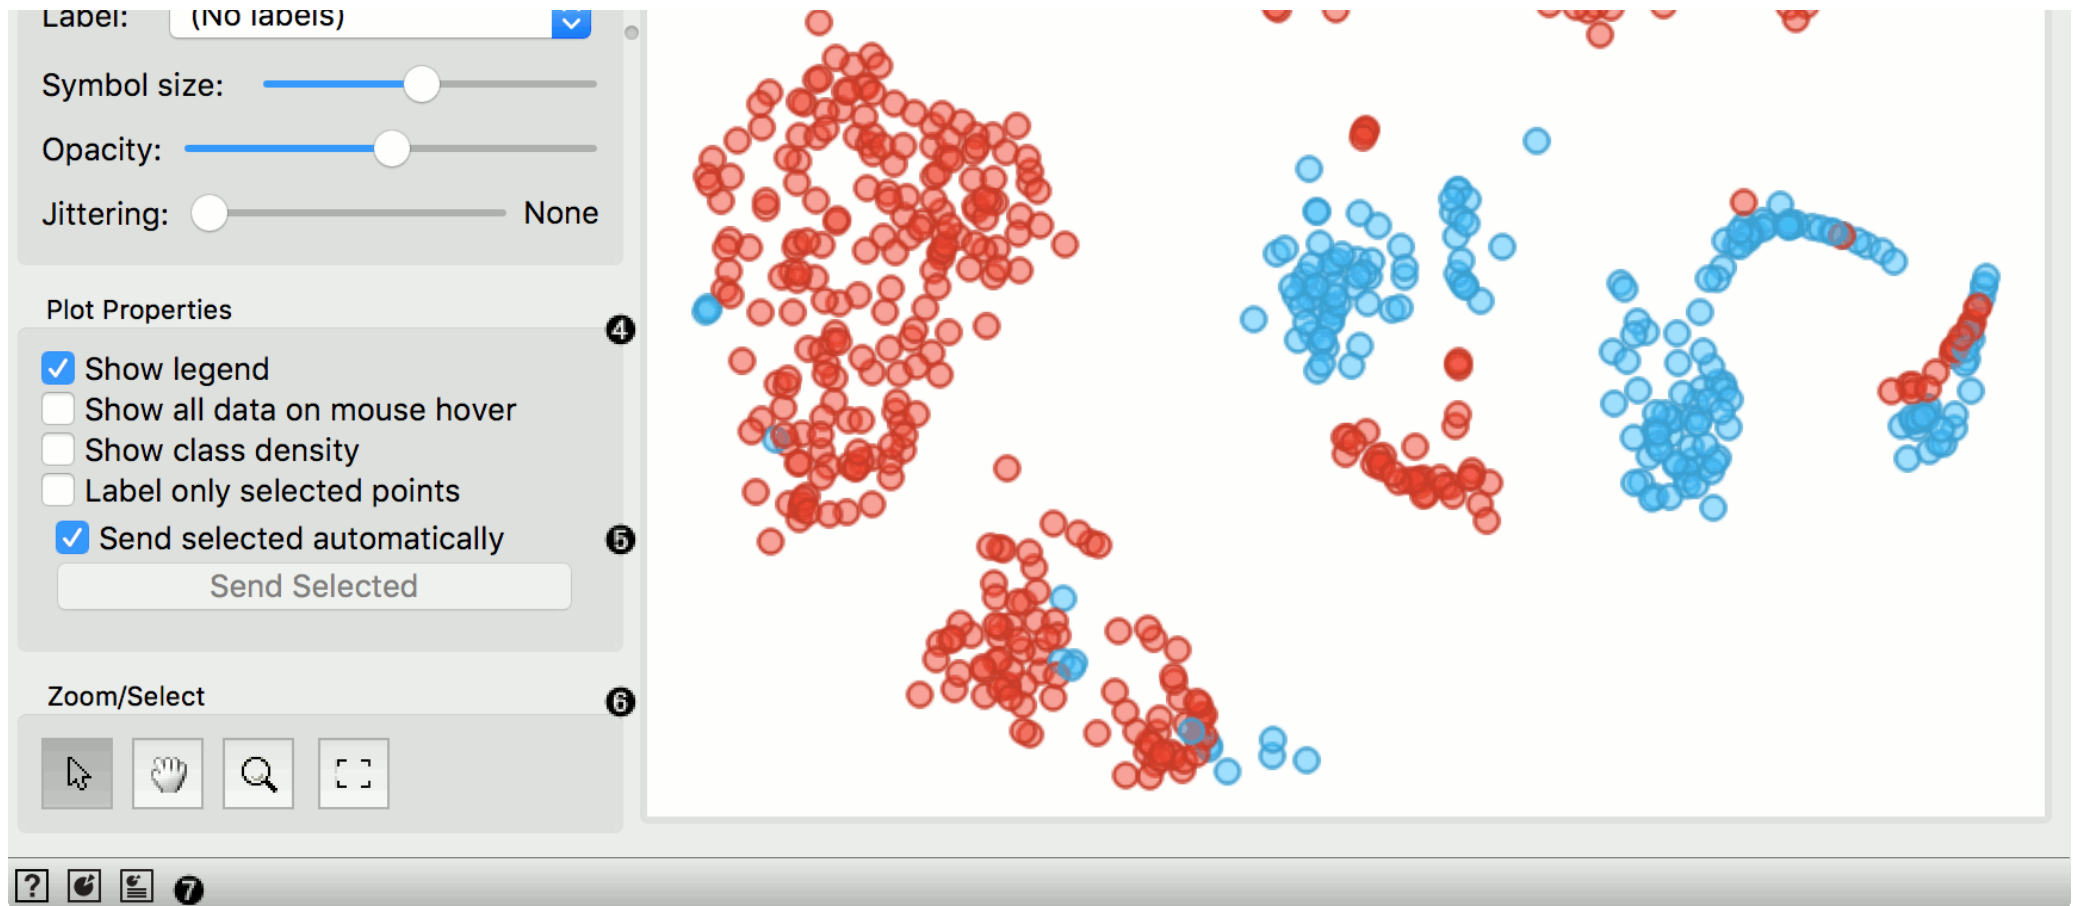 Label: (No labels)
Symbol size:
Opacity:
Jittering: None
Plot Properties
4
Show legend
Show all data on mouse hover
Show class density
Label only selected points
Send selected automatically
5
Send Selected
Zoom/Select
6
? 7